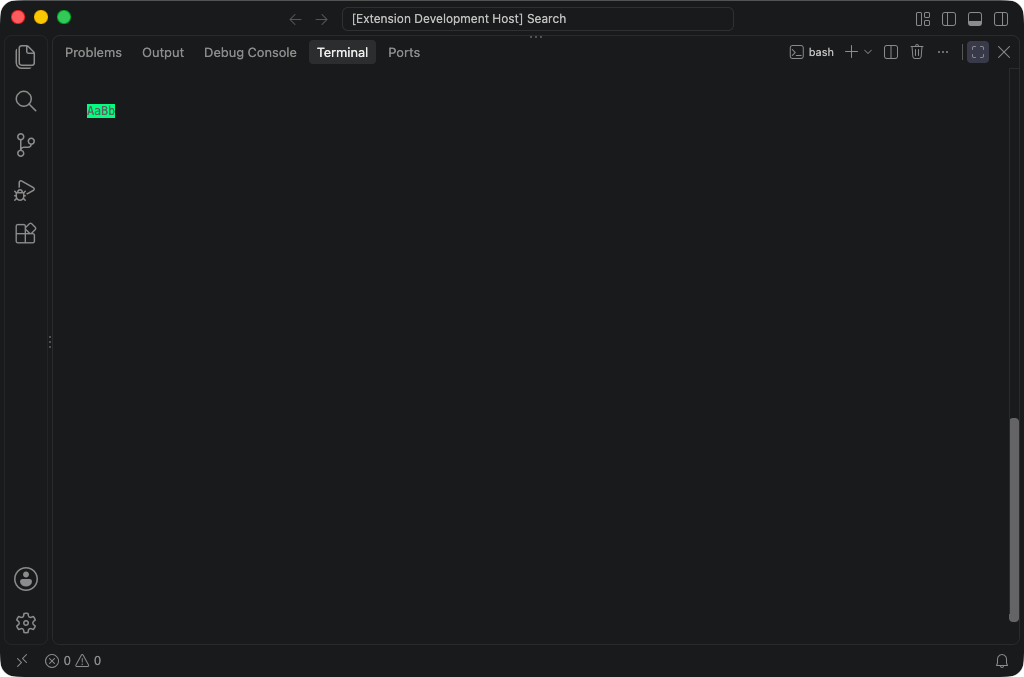 [Extension Development Host] Search
Problems Output Debug Console Terminal Ports bash
AaBb
0 0